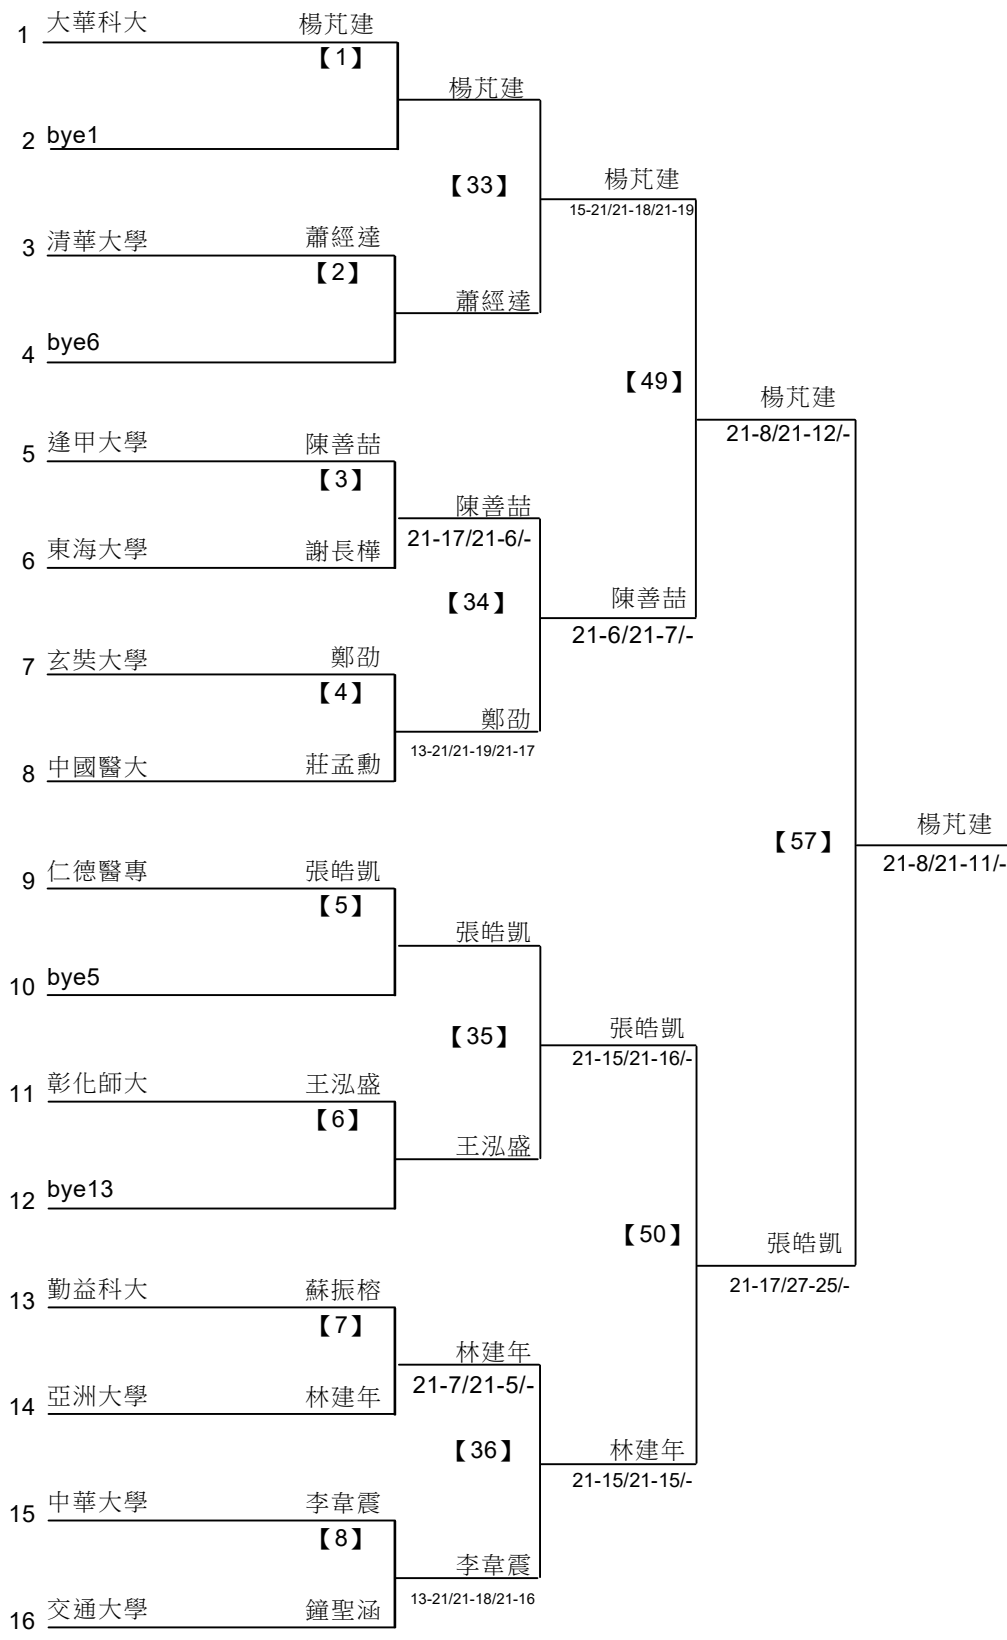 1 大華科大 楊芃建
【1】
楊芃建
2 bye1
【33】
楊芃建
15-21/21-18/21-19
3 清華大學 蕭經達
【2】
蕭經達
4 bye6
【49】
楊芃建
21-8/21-12/-
5 逢甲大學 陳善喆
【3】
陳善喆
21-17/21-6/-
6 東海大學 謝長樺
【34】
陳善喆
21-6/21-7/-
7 玄奘大學 鄭劭
【4】
鄭劭
13-21/21-19/21-17
8 中國醫大 莊孟勳
【57】
楊芃建
21-8/21-11/-
9 仁德醫專 張皓凱
【5】
張皓凱
10 bye5
【35】
張皓凱
21-15/21-16/-
11 彰化師大 王泓盛
【6】
王泓盛
12 bye13
【50】
張皓凱
21-17/27-25/-
13 勤益科大 蘇振榕
【7】
林建年
21-7/21-5/-
14 亞洲大學 林建年
【36】
林建年
21-15/21-15/-
15 中華大學 李韋震
【8】
李韋震
13-21/21-18/21-16
16 交通大學 鐘聖涵